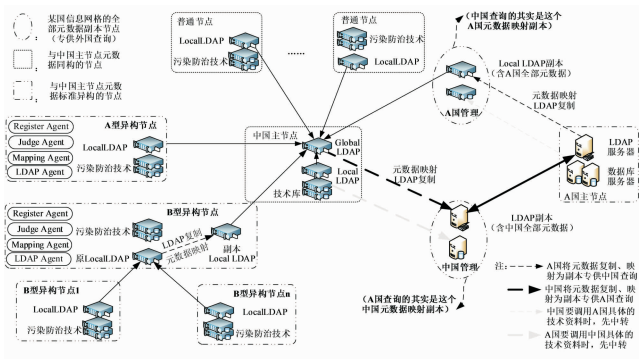 某国信息网格的全
部元数据副本节点
（专供外国查询）
：与中国主节点元数
据同构的节点
：与中国主节点元数据
标准异构的节点
普通节点
LocalLDAP
污染防治技术
......
普通节点
污染防治技术
LocalLDAP
（中国查询的其实是这个
A国元数据映射副本）
Local LDAP副本
（含A国全部元数据）
A国管理
元数据映射
LDAP复制
LDAP
服务器
数据库
服务器
A国主节点
Register Agent
Judge Agent
Mapping Agent
LDAP Agent
A型异构节点
LocalLDAP
污染防治技术
中国主节点
Global
LDAP
Local
LDAP
技术库
元数据映射
LDAP复制
LDAP副本
（含中国全部元数据）
中国管理
（A国查询的其实是这个
中国元数据映射副本）
Register Agent
Judge Agent
Mapping Agent
LDAP Agent
B型异构节点
污染防治技术
原LocalLDAP
LDAP复制
元数据映射
副本
Local LDAP
B型异构节点1
LocalLDAP
污染防治技术
B型异构节点n
LocalLDAP
污染防治技术
注：
A国将元数据复制、映
射为副本专供中国查询
中国将元数据复制、映
射为副本专供A国查询
中国要调用A国具体的
技术资料时，先中转
A国要调用中国具体的
技术资料时，先中转